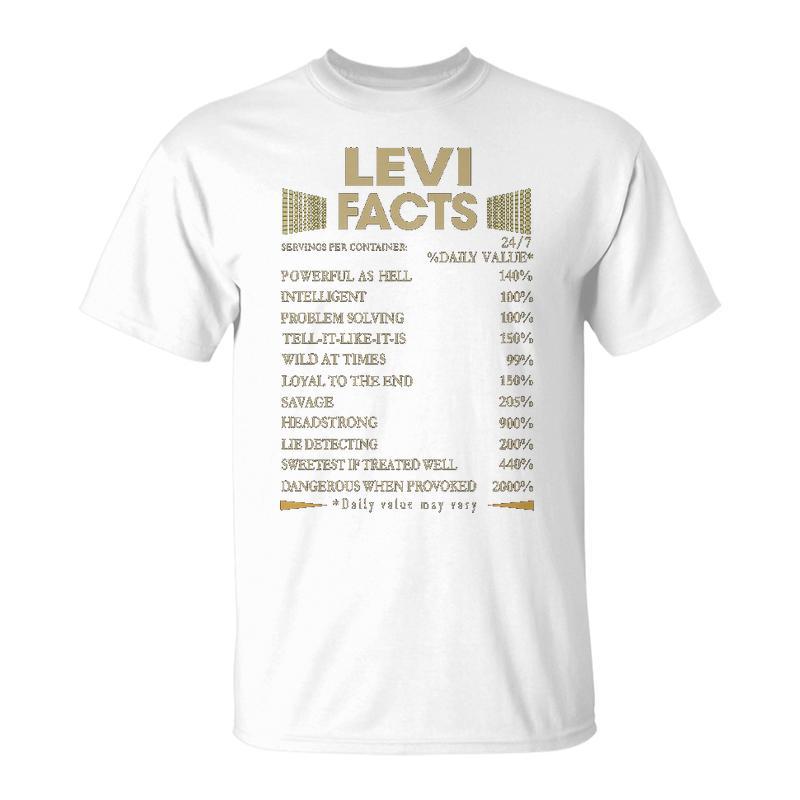 LEVI
FACTS
SERVINGS PER CONTAINER: 24/7
%DAILY VALUE*
POWERFUL AS HELL 140%
INTELLIGENT 100%
PROBLEM SOLVING 100%
TELL-IT-LIKE-IT-IS 150%
WILD AT TIMES 99%
LOYAL TO THE END 150%
SAVAGE 205%
HEADSTRONG 900%
LIE DETECTING 200%
SWEETEST IF TREATED WELL 440%
DANGEROUS WHEN PROVOKED 2000%
*Daily value may vary